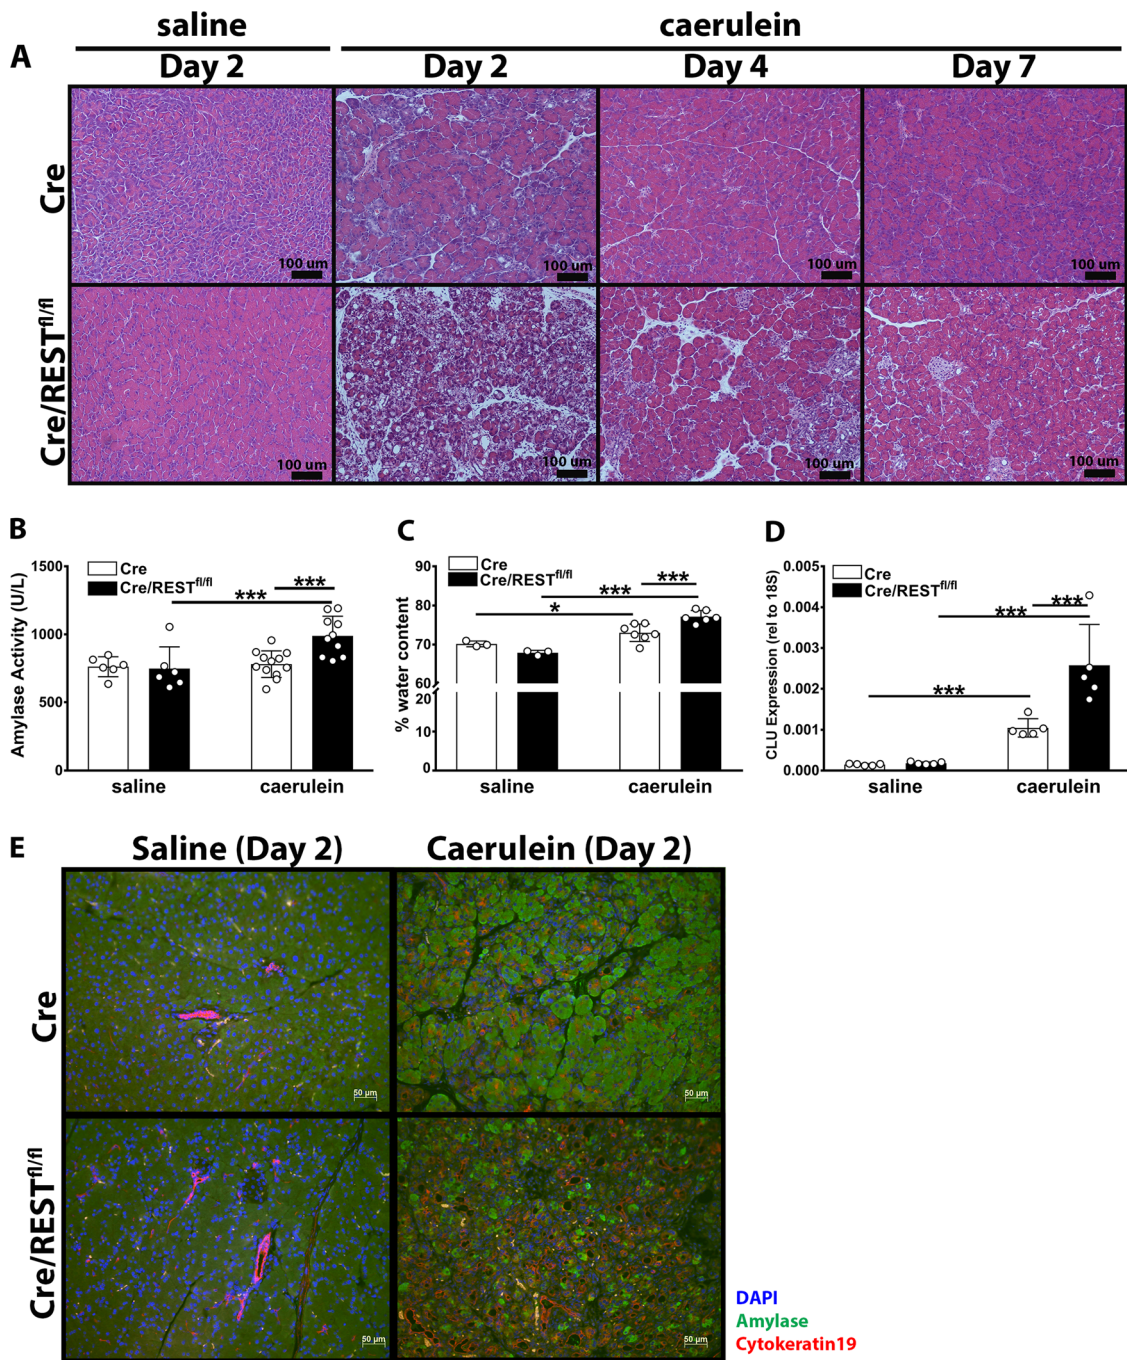 saline caerulein
A Day 2 Day 2 Day 4 Day 7
Cre
100 um 100 um 100 um 100 um
Cre/RESTfl/fl
100 um 100 um 100 um 100 um
B
Amylase Activity (U/L)
1500
1000
500
0
Cre
Cre/RESTfl/fl
***
***
saline caerulein
C
% water content
90
80
70
60
20
10
0
Cre
Cre/RESTfl/fl
***
***
*
saline caerulein
D
CLU Expression (rel to 18S)
0.005
0.004
0.003
0.002
0.001
0.000
Cre
Cre/RESTfl/fl
***
***
***
saline caerulein
E Saline (Day 2) Caerulein (Day 2)
Cre
50 µm 50 µm
Cre/RESTfl/fl
50 µm 50 µm
DAPI
Amylase
Cytokeratin19